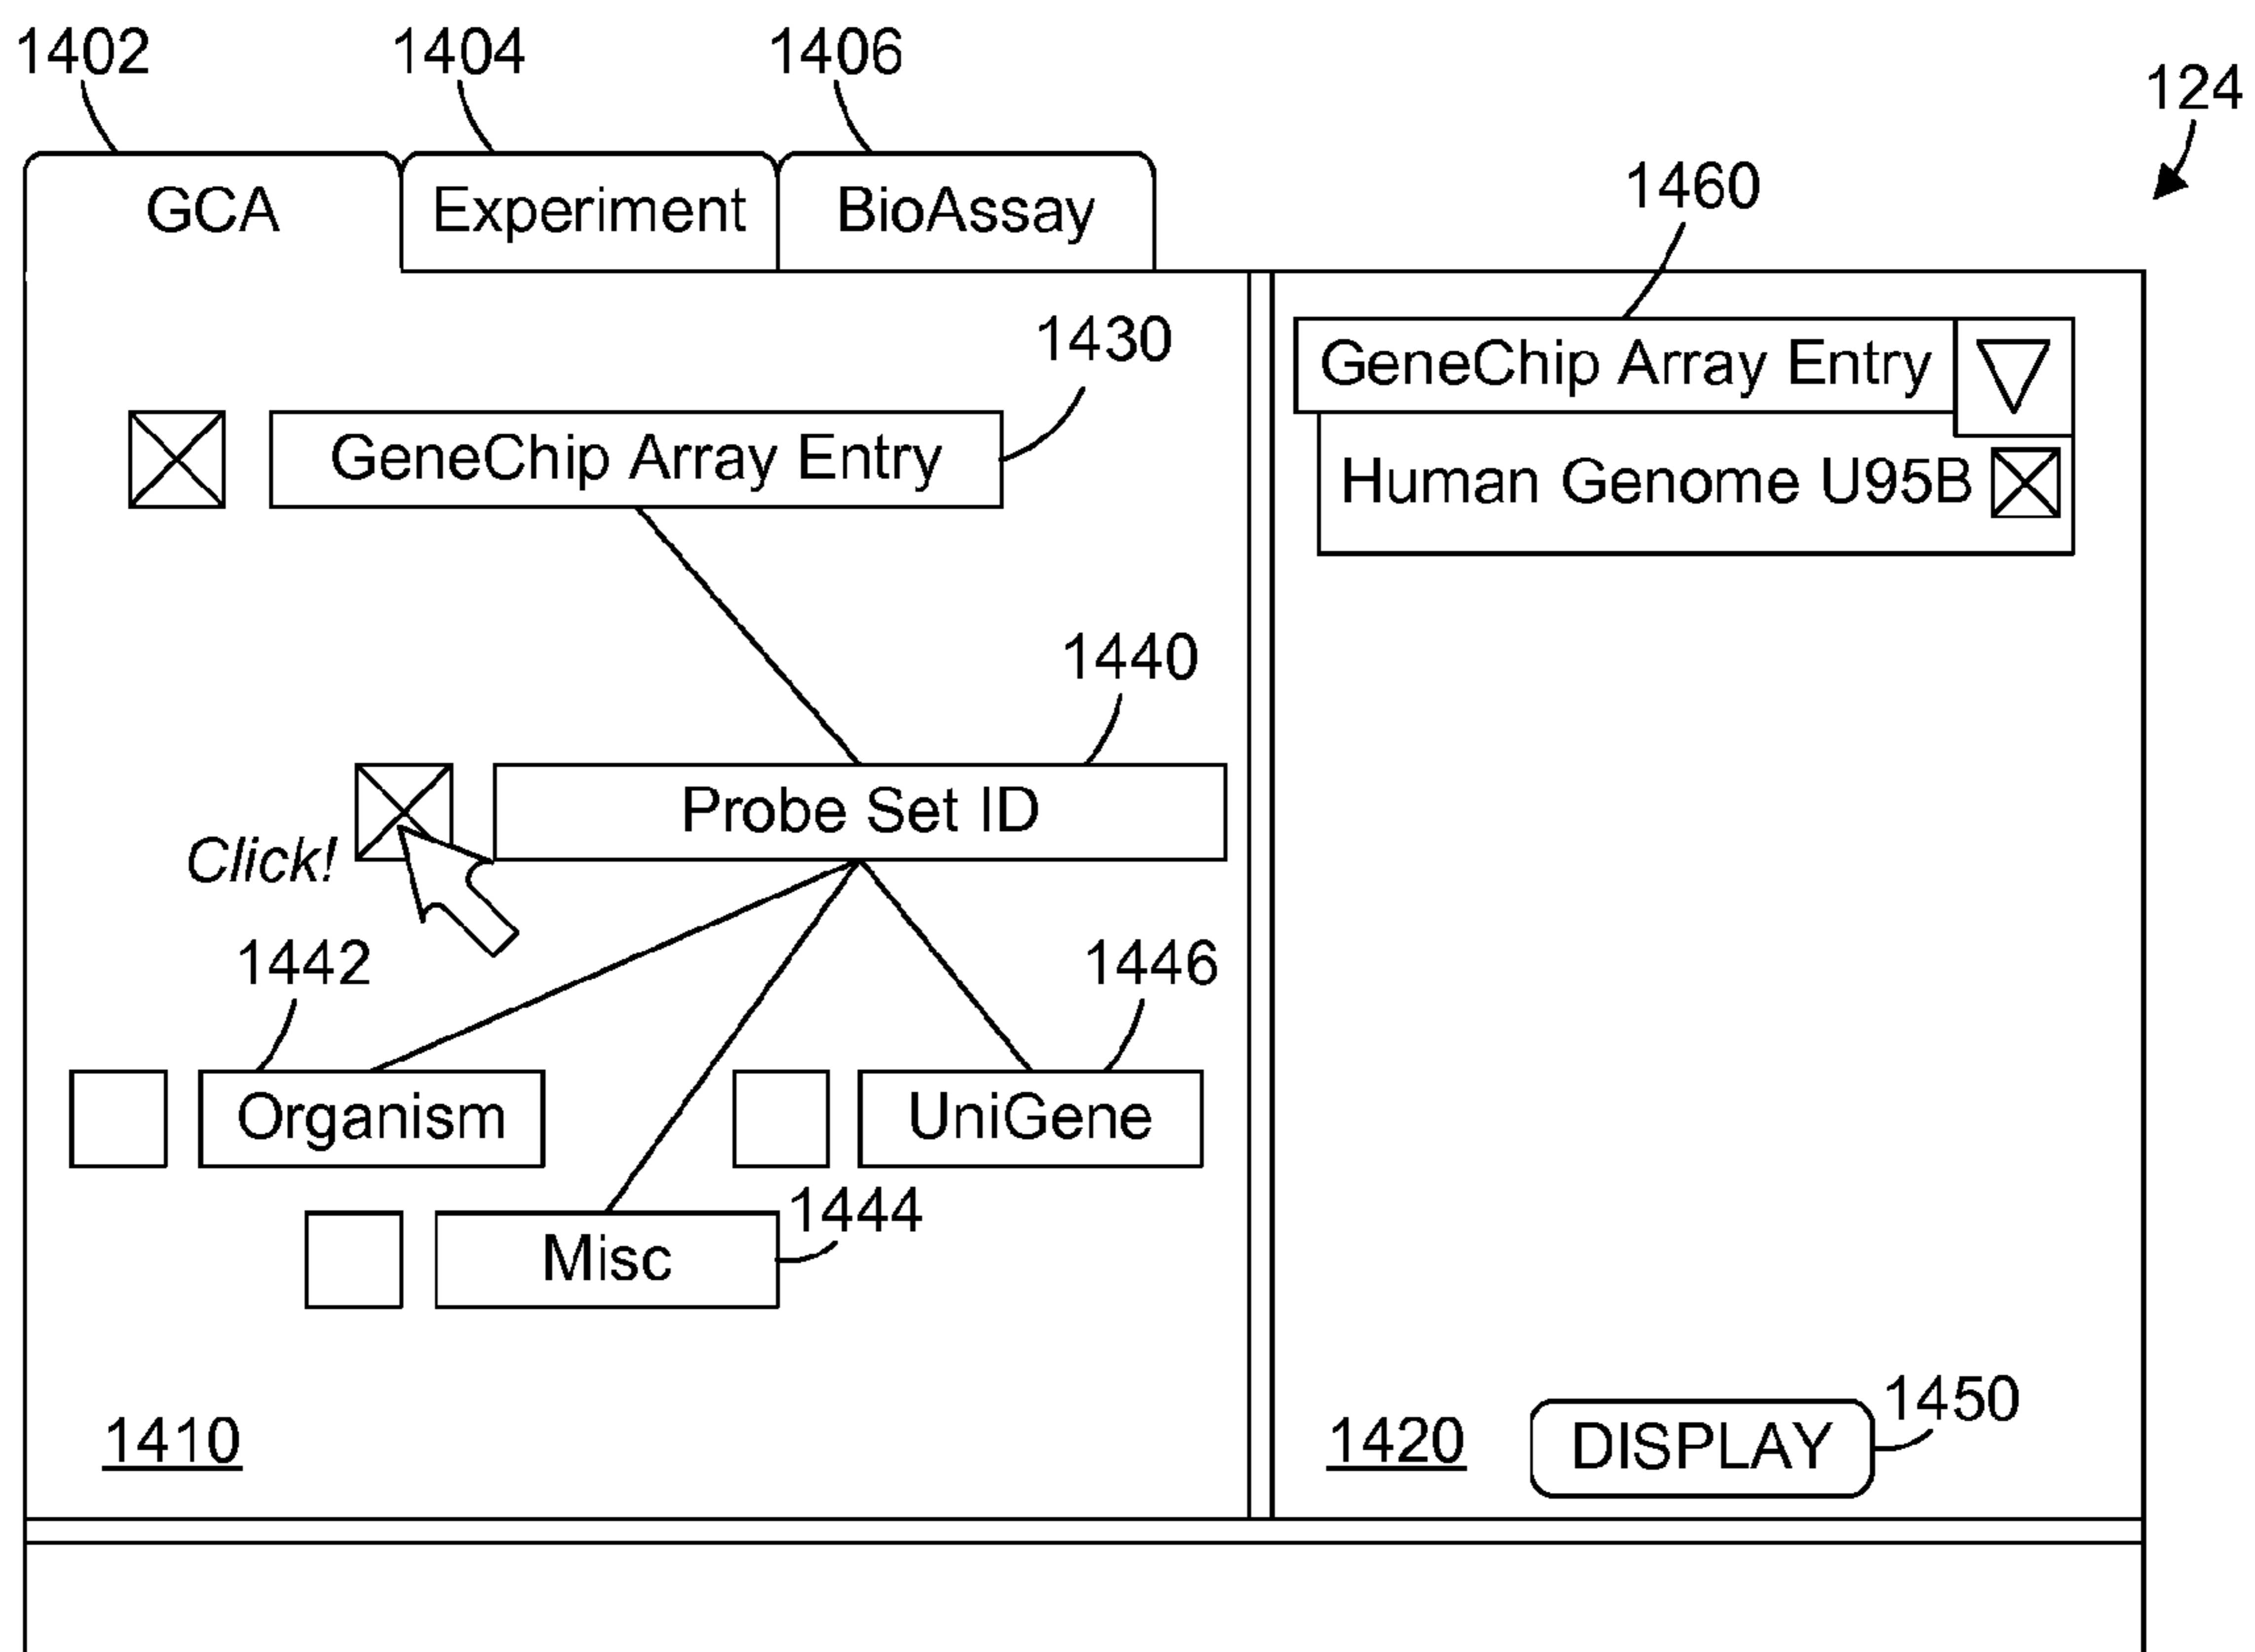 1402
1404
1406
124
GCA
Experiment
BioAssay
1460
1430
GeneChip Array Entry
GeneChip Array Entry
Human Genome U95B
1440
Probe Set ID
Click!
1442
1446
Organism
UniGene
1444
Misc
1410
1420
DISPLAY
1450